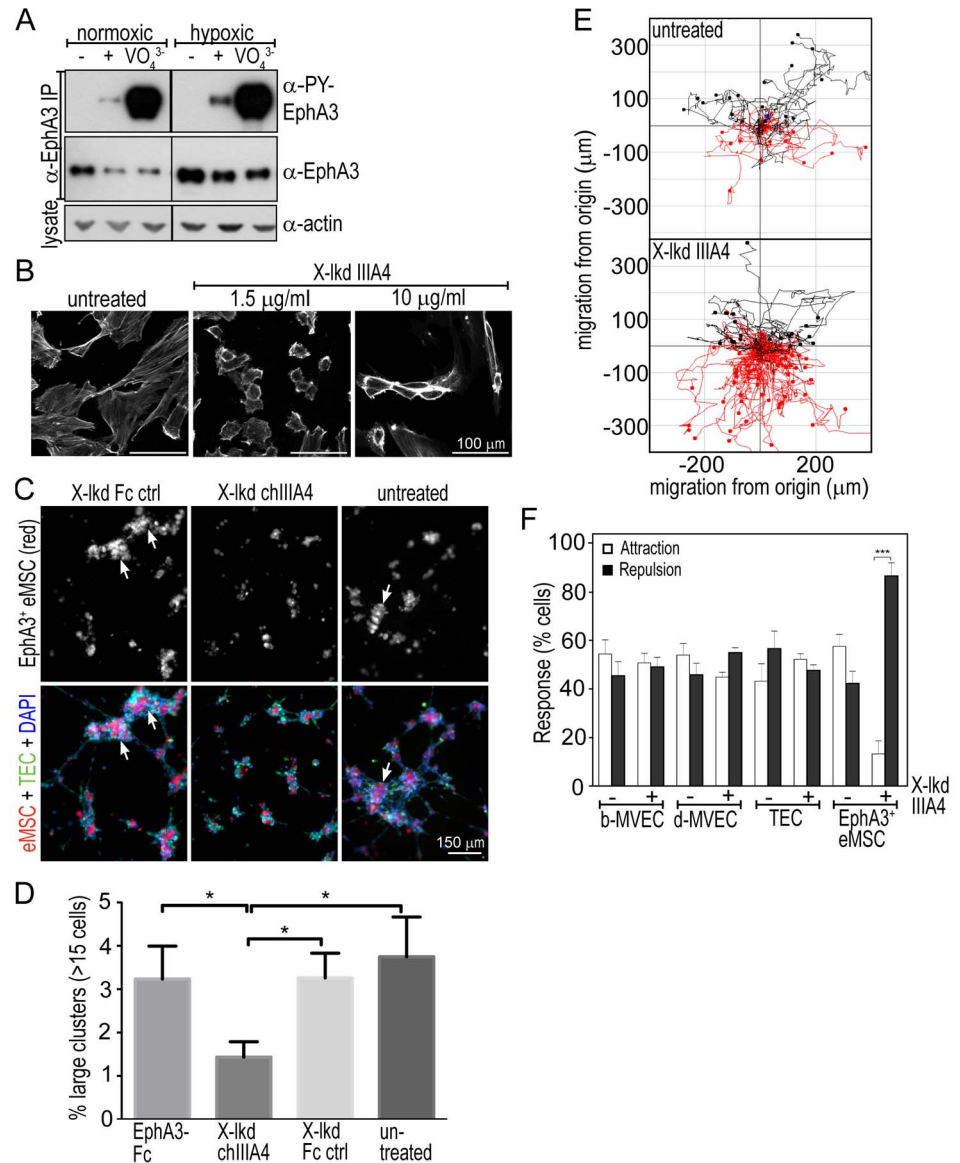 A
normoxic hypoxic
- + VO₄³⁻ - + VO₄³⁻
α-EphA3 IP
α-PY-
EphA3
α-EphA3
lysate
α-actin
B
X-lkd IIIA4
untreated 1.5 μg/ml 10 μg/ml
100 μm
C
X-lkd Fc ctrl X-lkd chIIIA4 untreated
EphA3⁺ eMSC (red)
eMSC + TEC + DAPI
150 μm
D
% large clusters (>15 cells)
5
4
3
2
1
0
* *
*
EphA3- X-lkd X-lkd un-
Fc chIIIA4 Fc ctrl treated
E
untreated
300
100
-100
-300
X-lkd IIIA4
300
100
-100
-300
-200 0 200
migration from origin (μm)
migration from origin (μm)
F
100
80
60
40
20
0
Response (% cells)
Attraction
Repulsion
***
- + - + - + - +
X-lkd
IIIA4
b-MVEC d-MVEC TEC EphA3⁺
eMSC